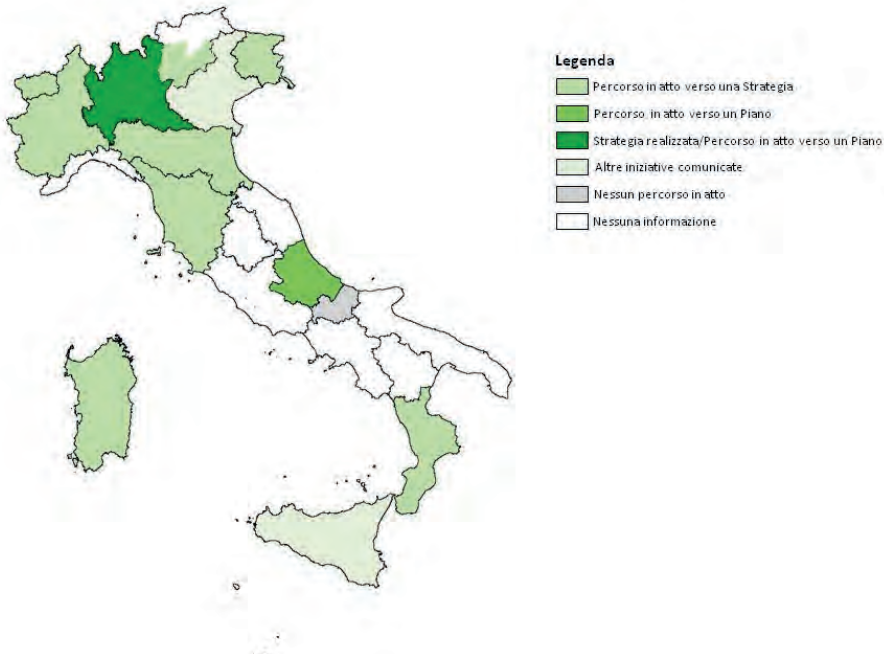 Legenda
Percorso in atto verso una Strategia
Percorso in atto verso un Piano
Strategia realizzata/Percorso in atto verso un Piano
Altre iniziative comunicate
Nessun percorso in atto
Nessuna informazione